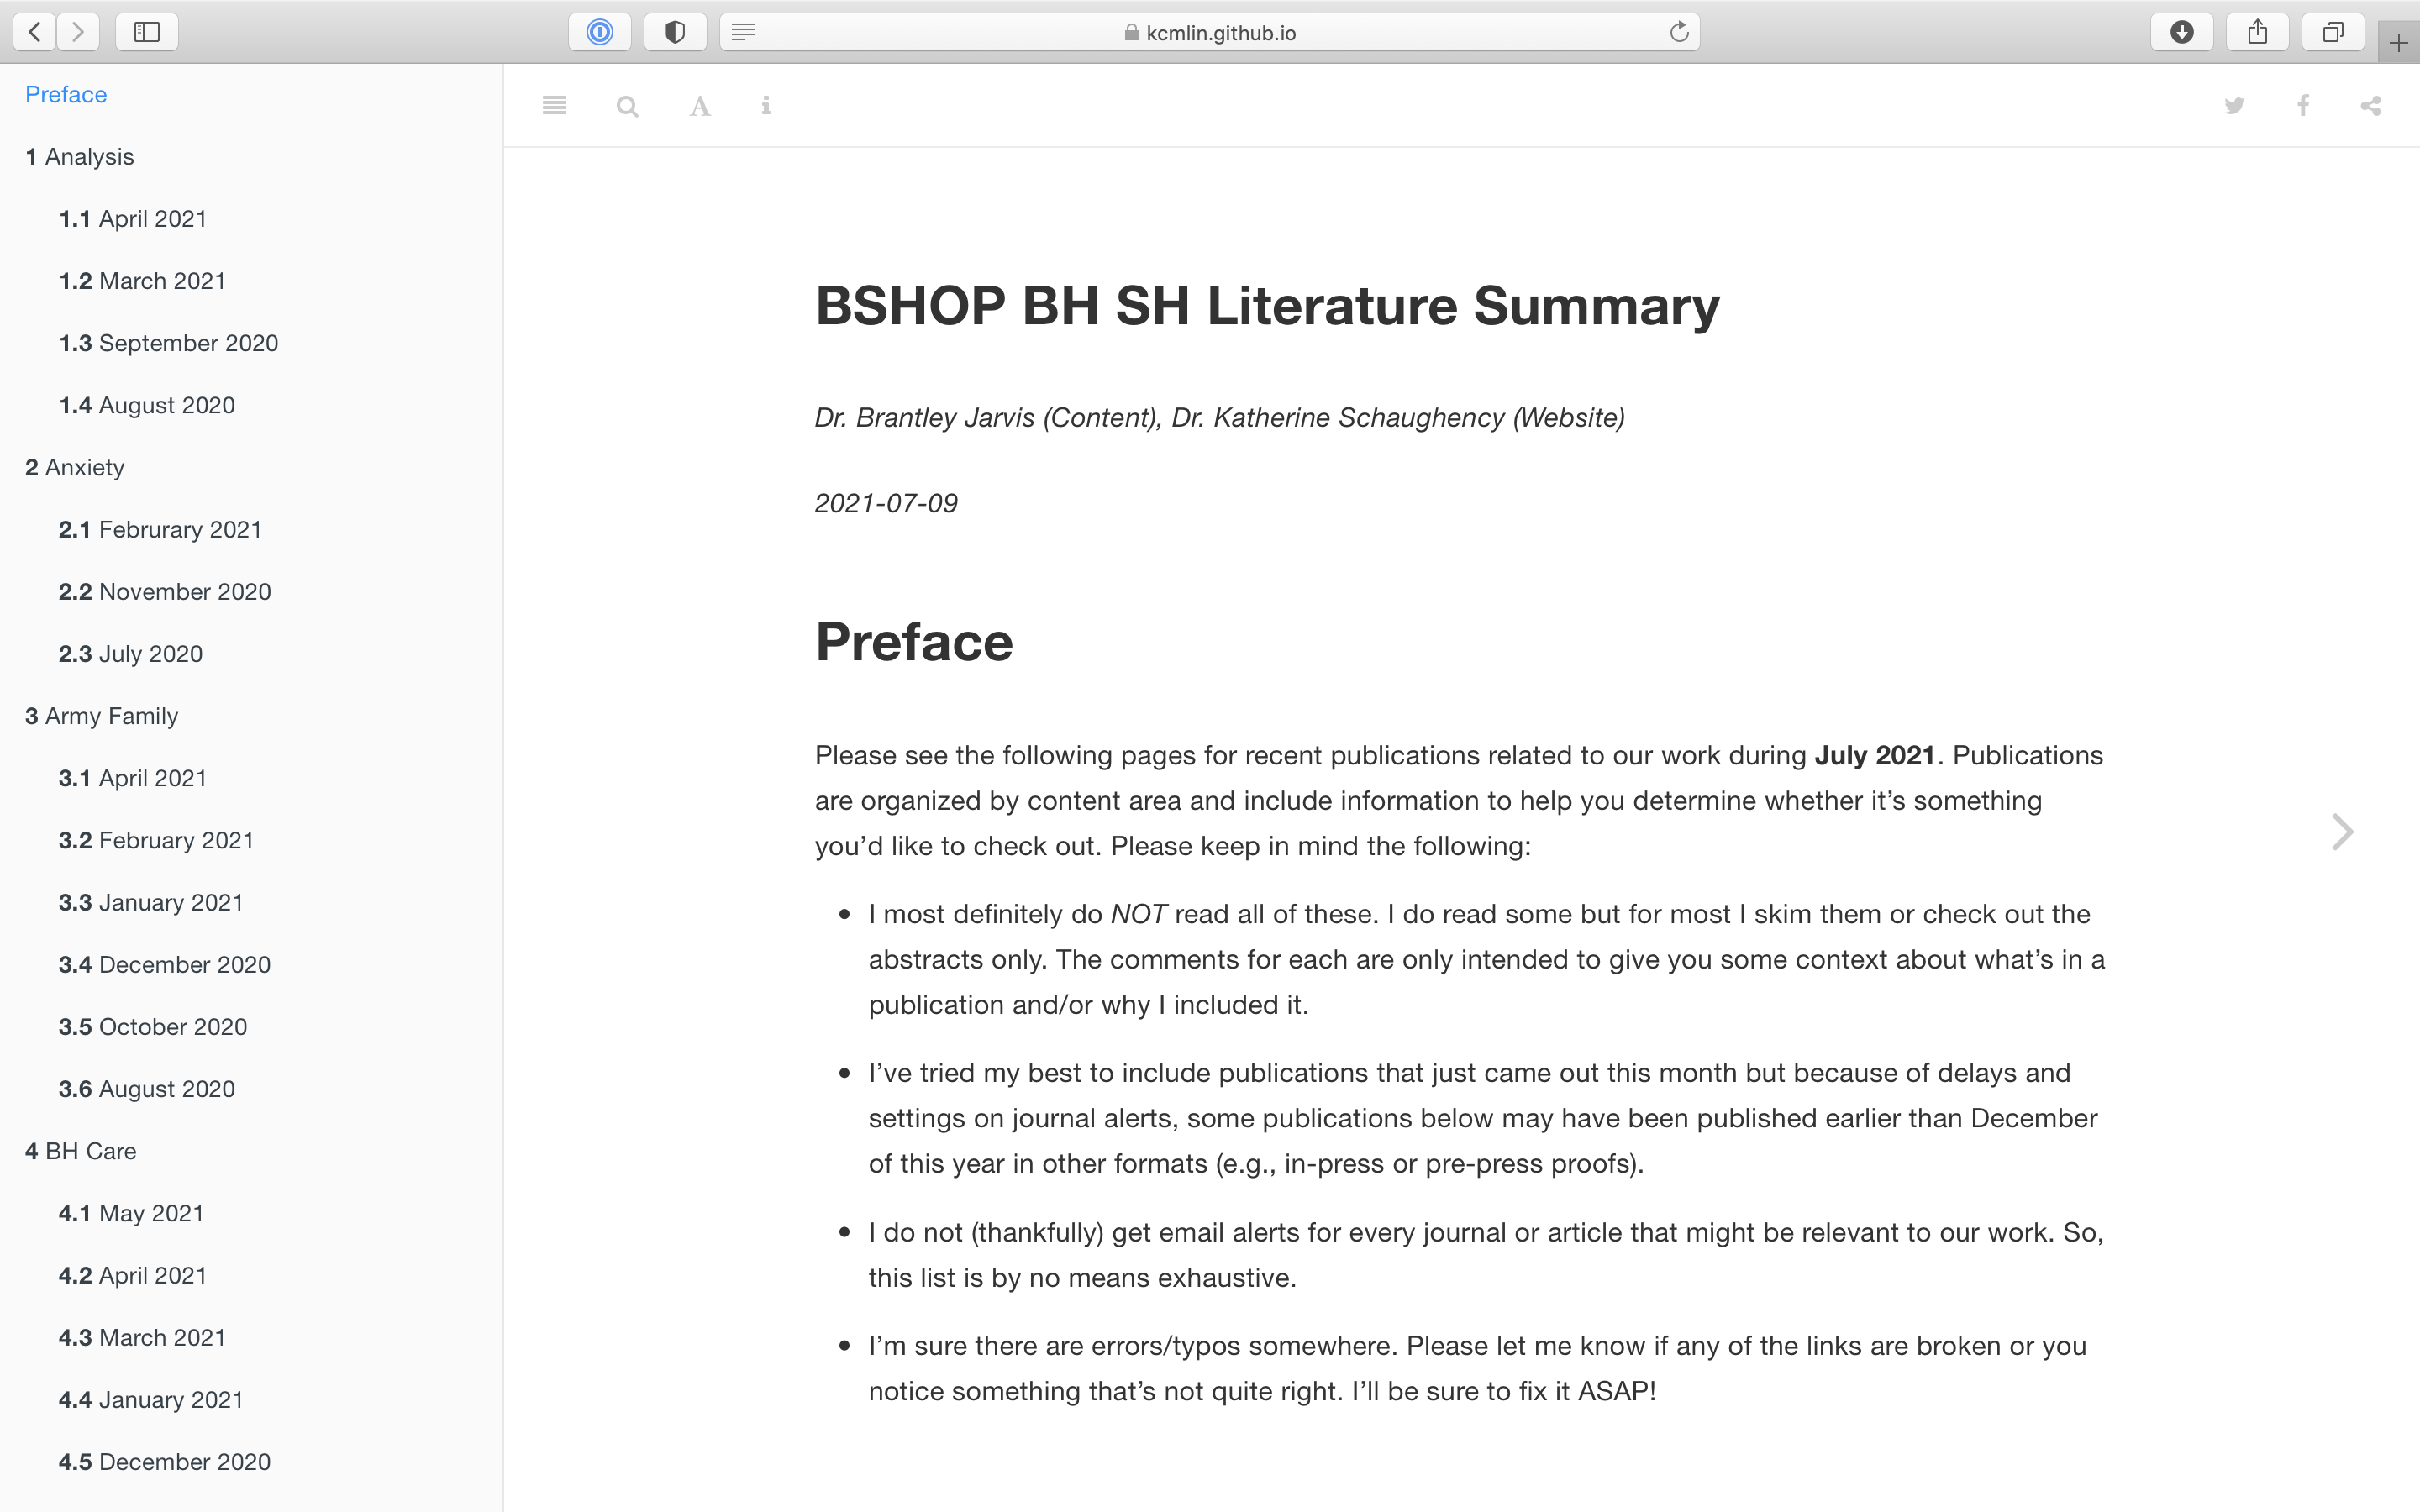 kcmlin.github.io
Preface
1 Analysis
1.1 April 2021
1.2 March 2021
1.3 September 2020
1.4 August 2020
2 Anxiety
2.1 Februrary 2021
2.2 November 2020
2.3 July 2020
3 Army Family
3.1 April 2021
3.2 February 2021
3.3 January 2021
3.4 December 2020
3.5 October 2020
3.6 August 2020
4 BH Care
4.1 May 2021
4.2 April 2021
4.3 March 2021
4.4 January 2021
4.5 December 2020
BSHOP BH SH Literature Summary
Dr. Brantley Jarvis (Content), Dr. Katherine Schaughency (Website)
2021-07-09
Preface
Please see the following pages for recent publications related to our work during July 2021. Publications
are organized by content area and include information to help you determine whether it’s something
you’d like to check out. Please keep in mind the following:
• I most definitely do NOT read all of these. I do read some but for most I skim them or check out the
abstracts only. The comments for each are only intended to give you some context about what’s in a
publication and/or why I included it.
• I’ve tried my best to include publications that just came out this month but because of delays and
settings on journal alerts, some publications below may have been published earlier than December
of this year in other formats (e.g., in-press or pre-press proofs).
• I do not (thankfully) get email alerts for every journal or article that might be relevant to our work. So,
this list is by no means exhaustive.
• I’m sure there are errors/typos somewhere. Please let me know if any of the links are broken or you
notice something that’s not quite right. I’ll be sure to fix it ASAP!